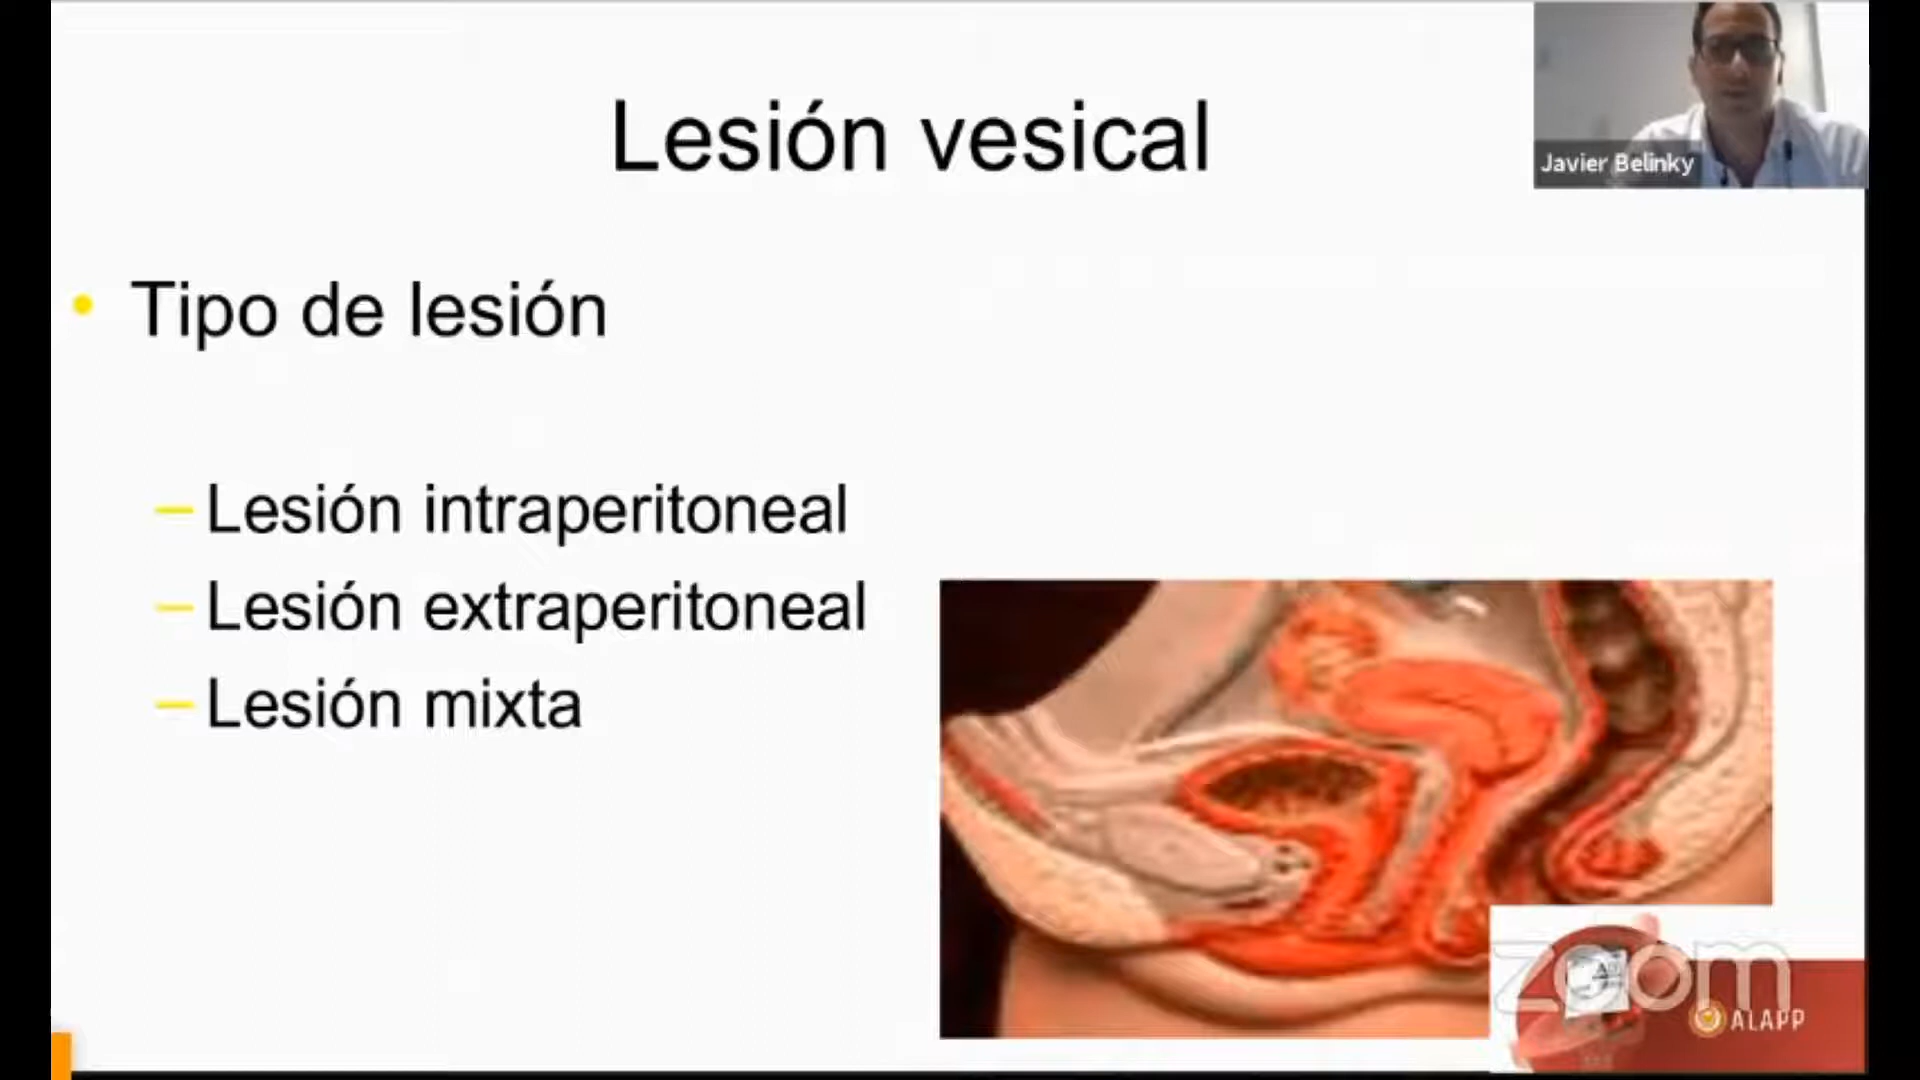 Lesión vesical
Javier Belinky
Tipo de lesión
Lesión intraperitoneal
Lesión extraperitoneal
Lesión mixta
zoom
ALAPP